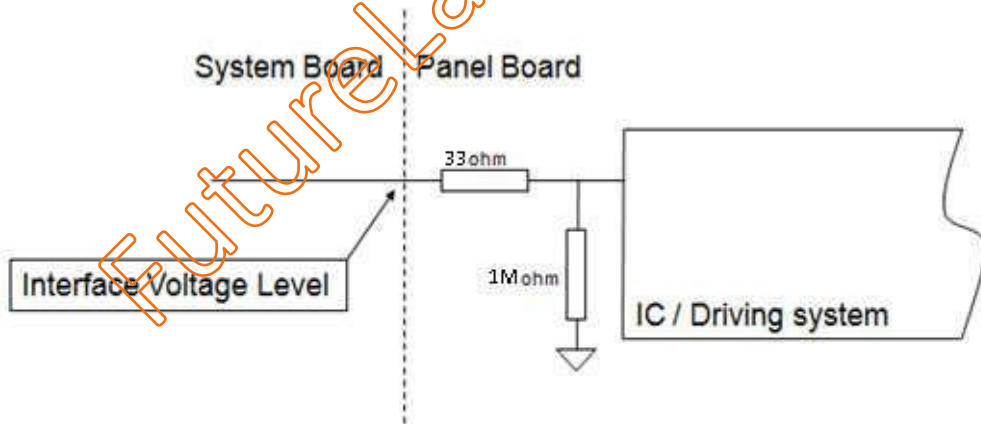 FutureLa
System Board
Panel Board
33ohm
Interface Voltage Level
1Mohm
IC / Driving system